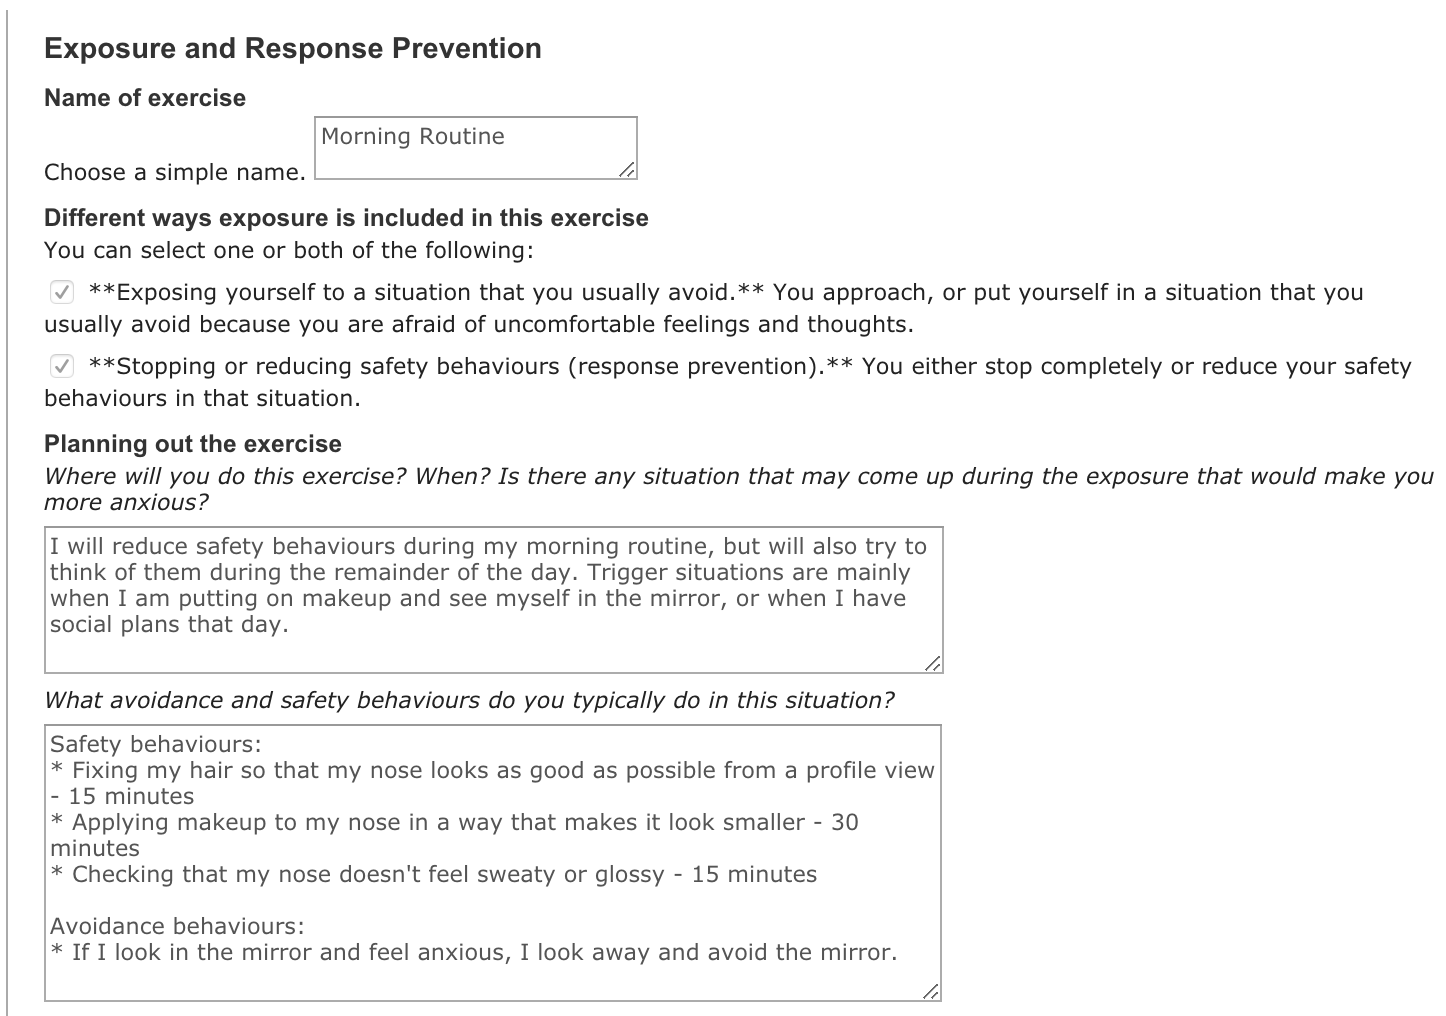 Exposure and Response Prevention
Name of exercise
Morning Routine
Choose a simple name.
Different ways exposure is included in this exercise
You can select one or both of the following:
**Exposing yourself to a situation that you usually avoid.** You approach, or put yourself in a situation that you
usually avoid because you are afraid of uncomfortable feelings and thoughts.
**Stopping or reducing safety behaviours (response prevention).** You either stop completely or reduce your safety
behaviours in that situation.
Planning out the exercise
Where will you do this exercise? When? Is there any situation that may come up during the exposure that would make you
more anxious?
I will reduce safety behaviours during my morning routine, but will also try to
think of them during the remainder of the day. Trigger situations are mainly
when I am putting on makeup and see myself in the mirror, or when I have
social plans that day.
What avoidance and safety behaviours do you typically do in this situation?
Safety behaviours:
* Fixing my hair so that my nose looks as good as possible from a profile view
- 15 minutes
* Applying makeup to my nose in a way that makes it look smaller - 30
minutes
* Checking that my nose doesn't feel sweaty or glossy - 15 minutes
Avoidance behaviours:
* If I look in the mirror and feel anxious, I look away and avoid the mirror.